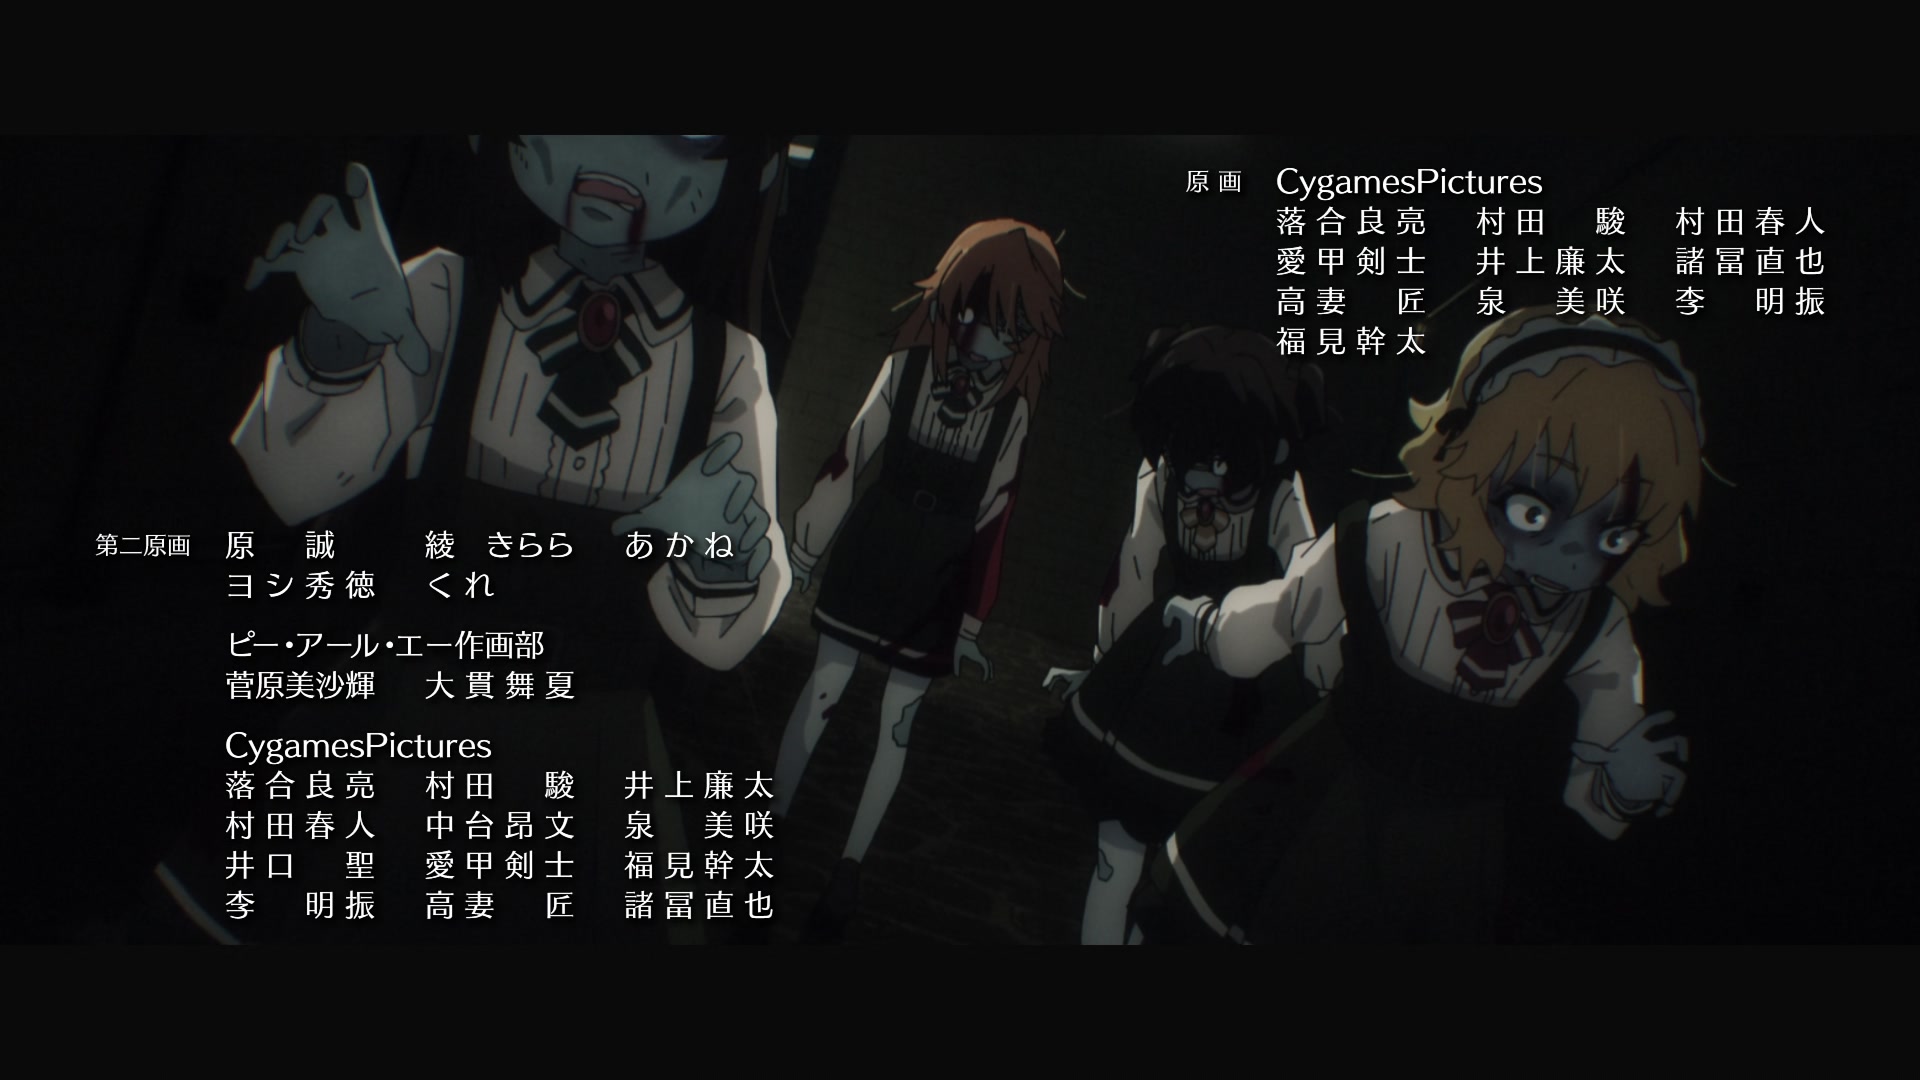 原画 CygamesPictures
落合良亮 村田 駿 村田春人
愛甲剣士 井上廉太 諸冨直也
高妻 匠 泉 美咲 李 明振
福見幹太
第二原画 原 誠 綾 きらら あかね
ヨシ秀徳 くれ
ピー・アール・エー作画部
菅原美沙輝 大貫舞夏
CygamesPictures
落合良亮 村田 駿 井上廉太
村田春人 中台昂文 泉 美咲
井口 聖 愛甲剣士 福見幹太
李 明振 高妻 匠 諸冨直也